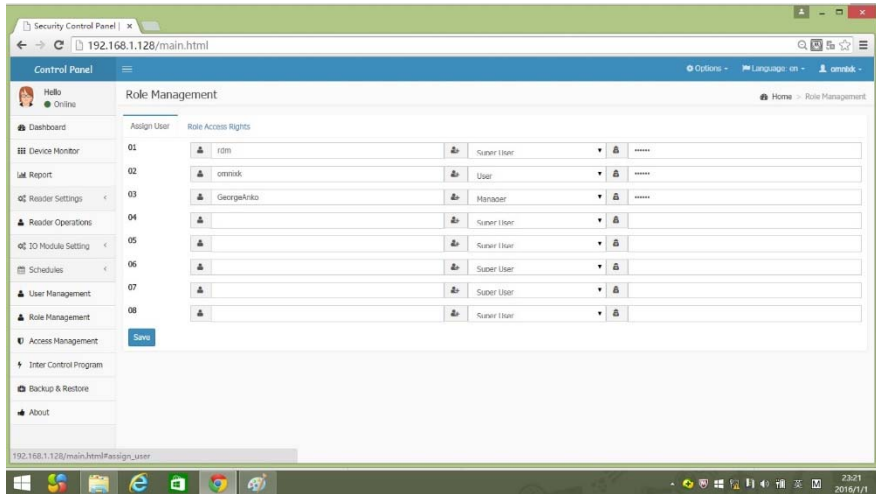 Security Control Panel |
192.168.1.128/main.html
Control Panel
Options
Language: en
omnixk
Hello
Online
Role Management
Home > Role Management
Dashboard
Device Monitor
Report
Reader Settings
Reader Operations
IO Module Setting
Schedules
User Management
Role Management
Access Management
Inter Control Program
Backup & Restore
About
Assign User Role Access Rights
01 rdm Super User ••••••
02 omnixk User ••••••
03 GeorgeAnko Manager ••••••
04 Super User
05 Super User
06 Super User
07 Super User
08 Super User
Save
192.168.1.128/main.html#assign_user
英 M
23:21
2016/1/1